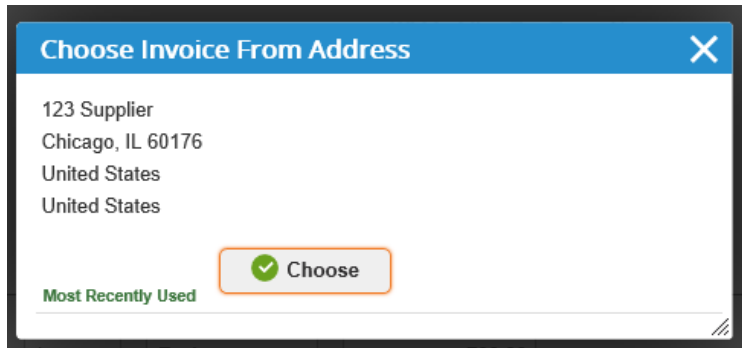 Choose Invoice From Address
123 Supplier
Chicago, IL 60176
United States
United States
Choose
Most Recently Used